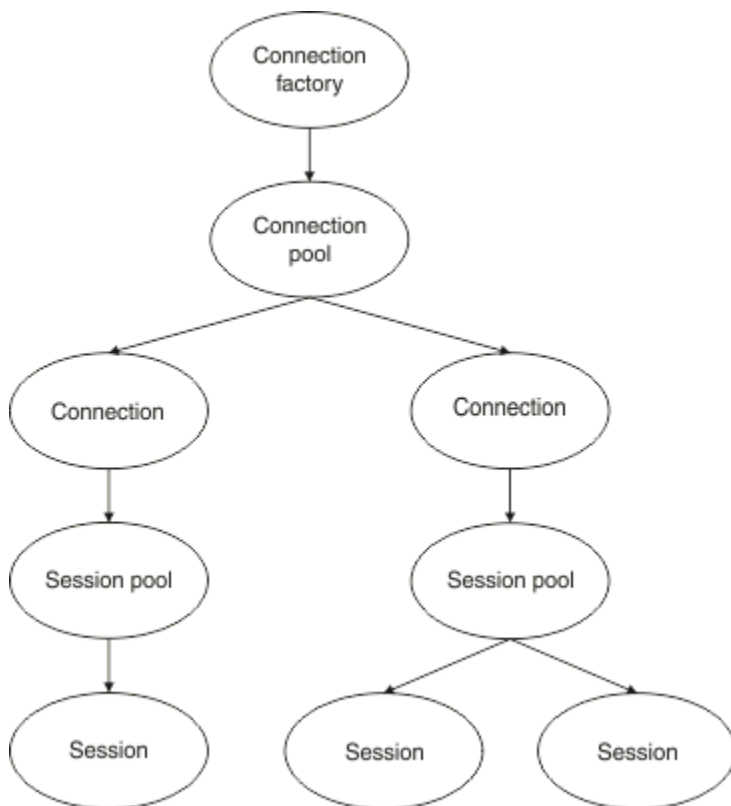 Connection
factory
Connection
pool
Connection
Connection
Session pool
Session pool
Session
Session
Session